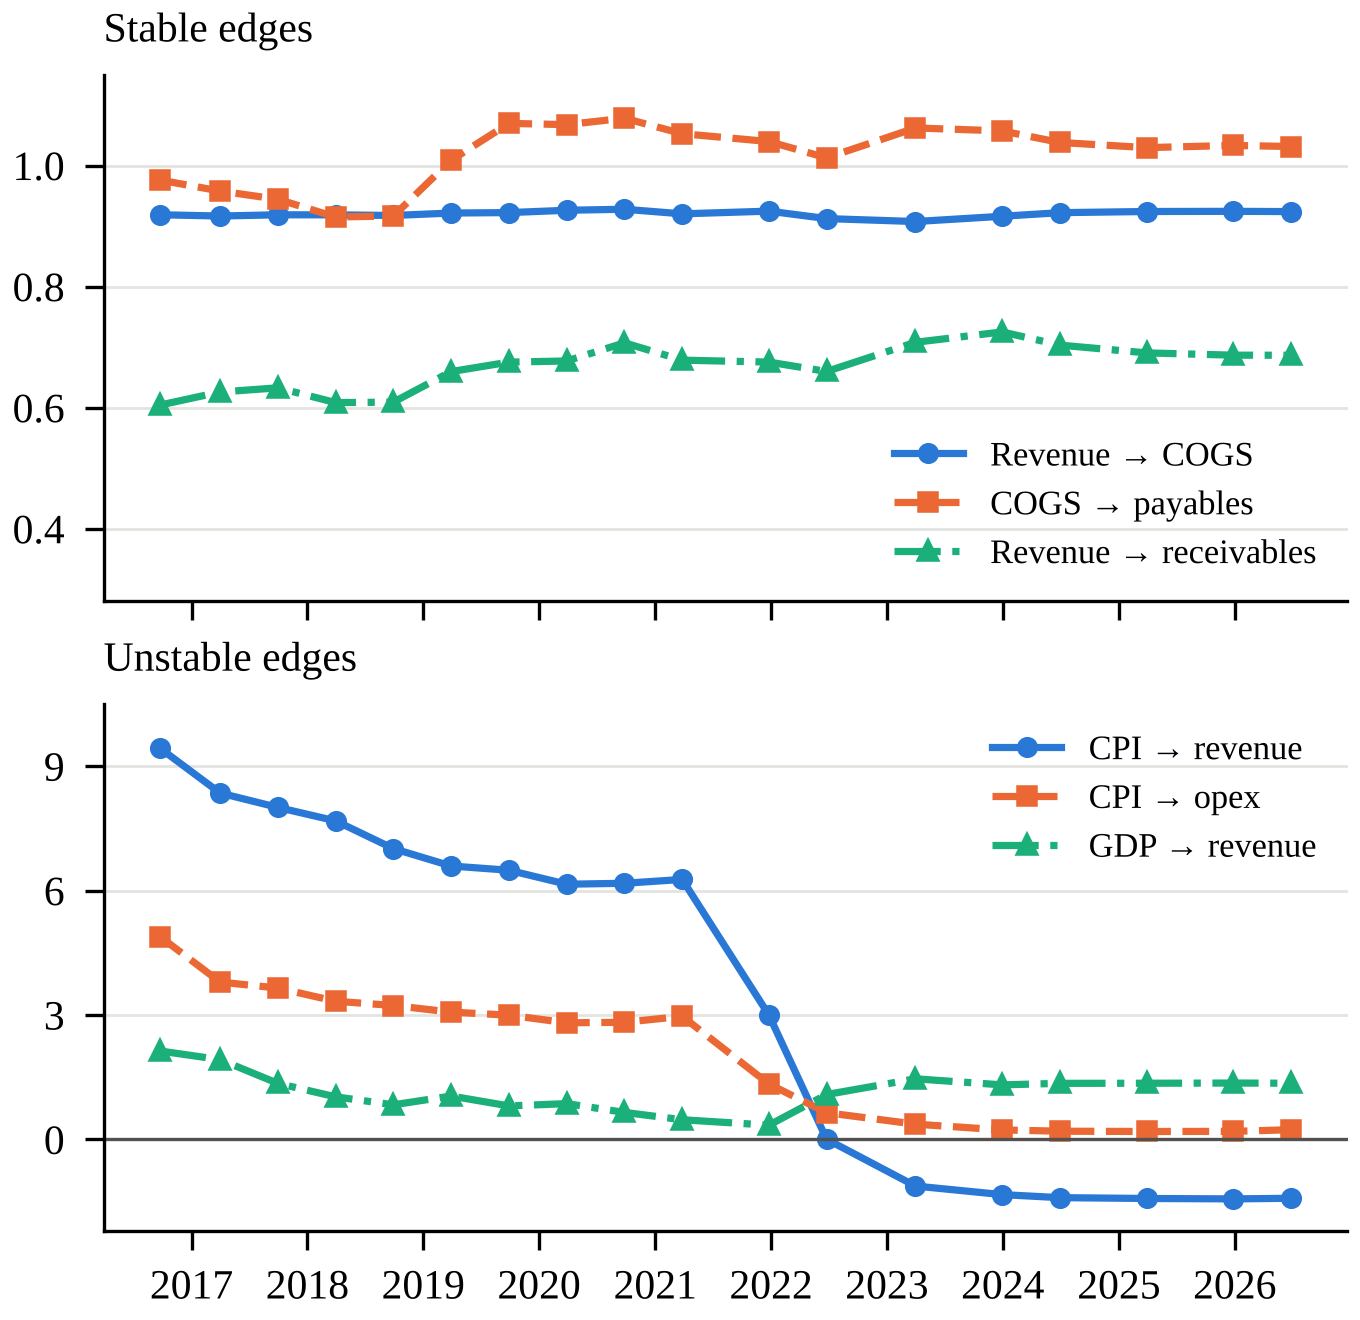 Stable edges
1.0
0.8
0.6
0.4
Revenue → COGS
COGS → payables
Revenue → receivables
Unstable edges
9
6
3
0
CPI → revenue
CPI → opex
GDP → revenue
2017 2018 2019 2020 2021 2022 2023 2024 2025 2026